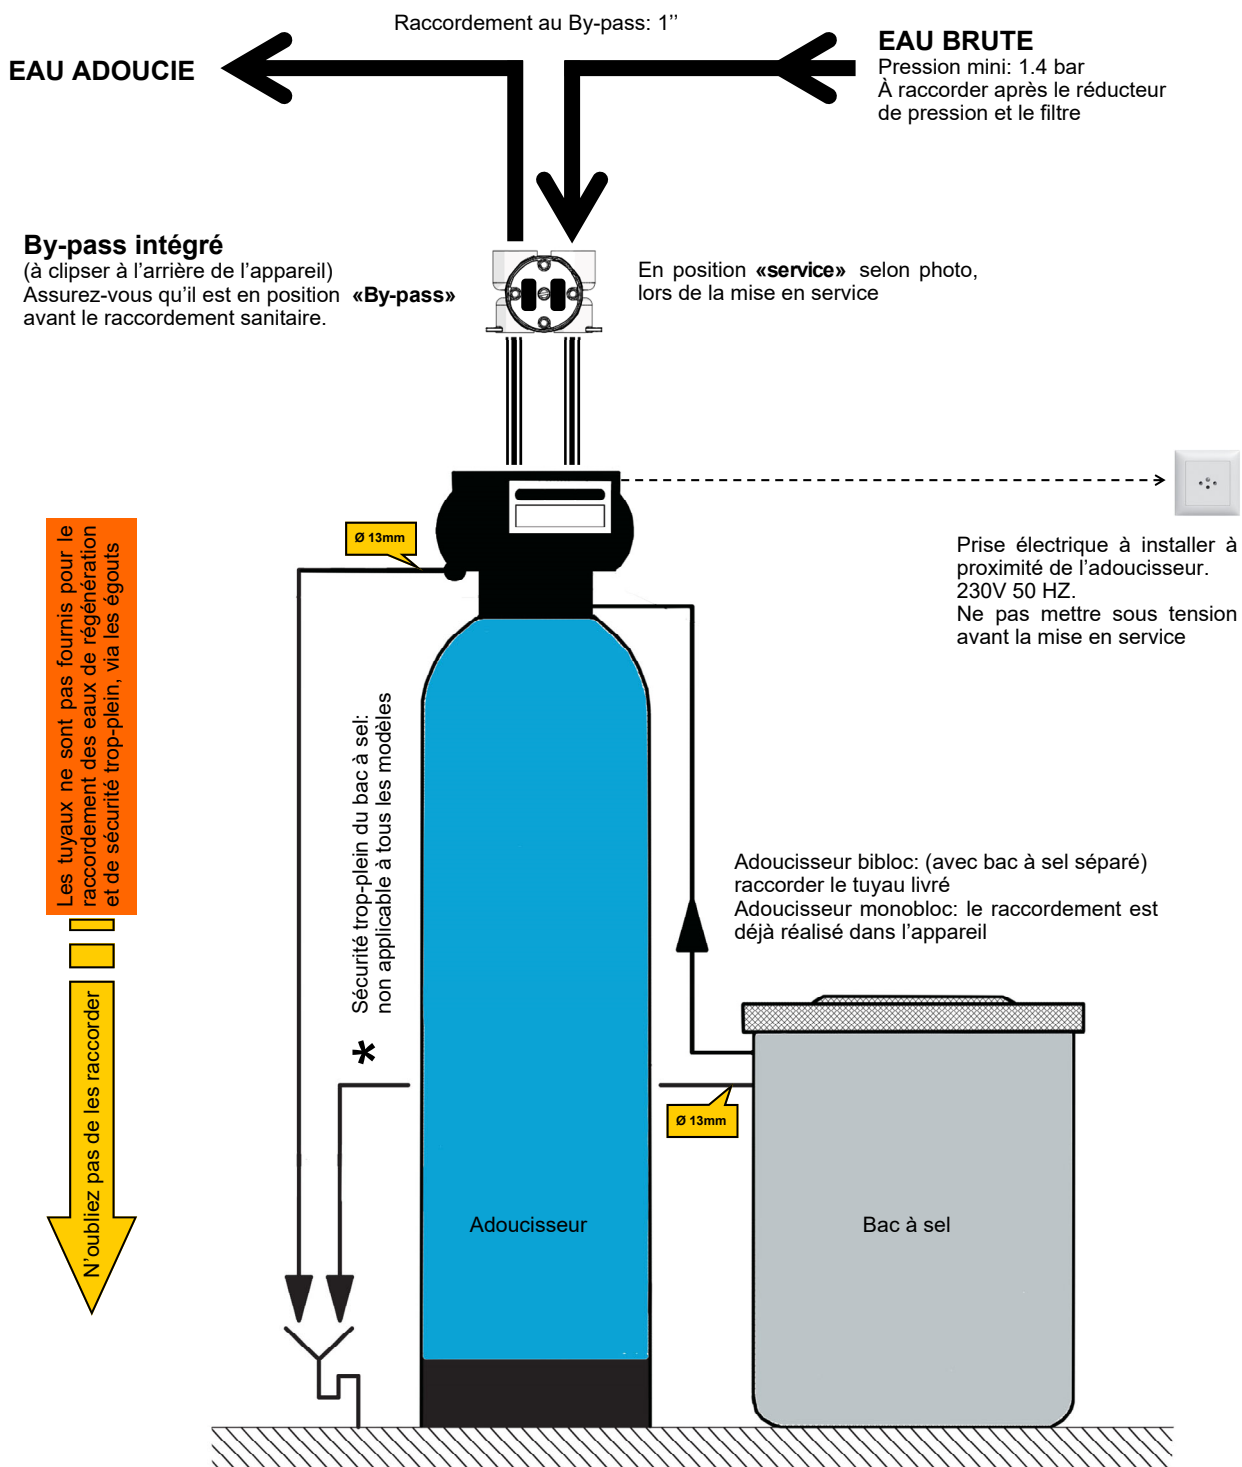 Raccordement au By-pass: 1’’
EAU ADOUCIE
EAU BRUTE
Pression mini: 1.4 bar
À raccorder après le réducteur
de pression et le filtre
By-pass intégré
(à clipser à l’arrière de l’appareil)
Assurez-vous qu’il est en position «By-pass»
avant le raccordement sanitaire.
En position «service» selon photo,
lors de la mise en service
Ø 13mm
Prise électrique à installer à
proximité de l’adoucisseur.
230V 50 HZ.
Ne pas mettre sous tension
avant la mise en service
Les tuyaux ne sont pas fournis pour le
raccordement des eaux de régénération
et de sécurité trop-plein, via les égouts
N’oubliez pas de les raccorder
* Sécurité trop-plein du bac à sel:
non applicable à tous les modèles
Adoucisseur bibloc: (avec bac à sel séparé)
raccorder le tuyau livré
Adoucisseur monobloc: le raccordement est
déjà réalisé dans l’appareil
Ø 13mm
Adoucisseur
Bac à sel